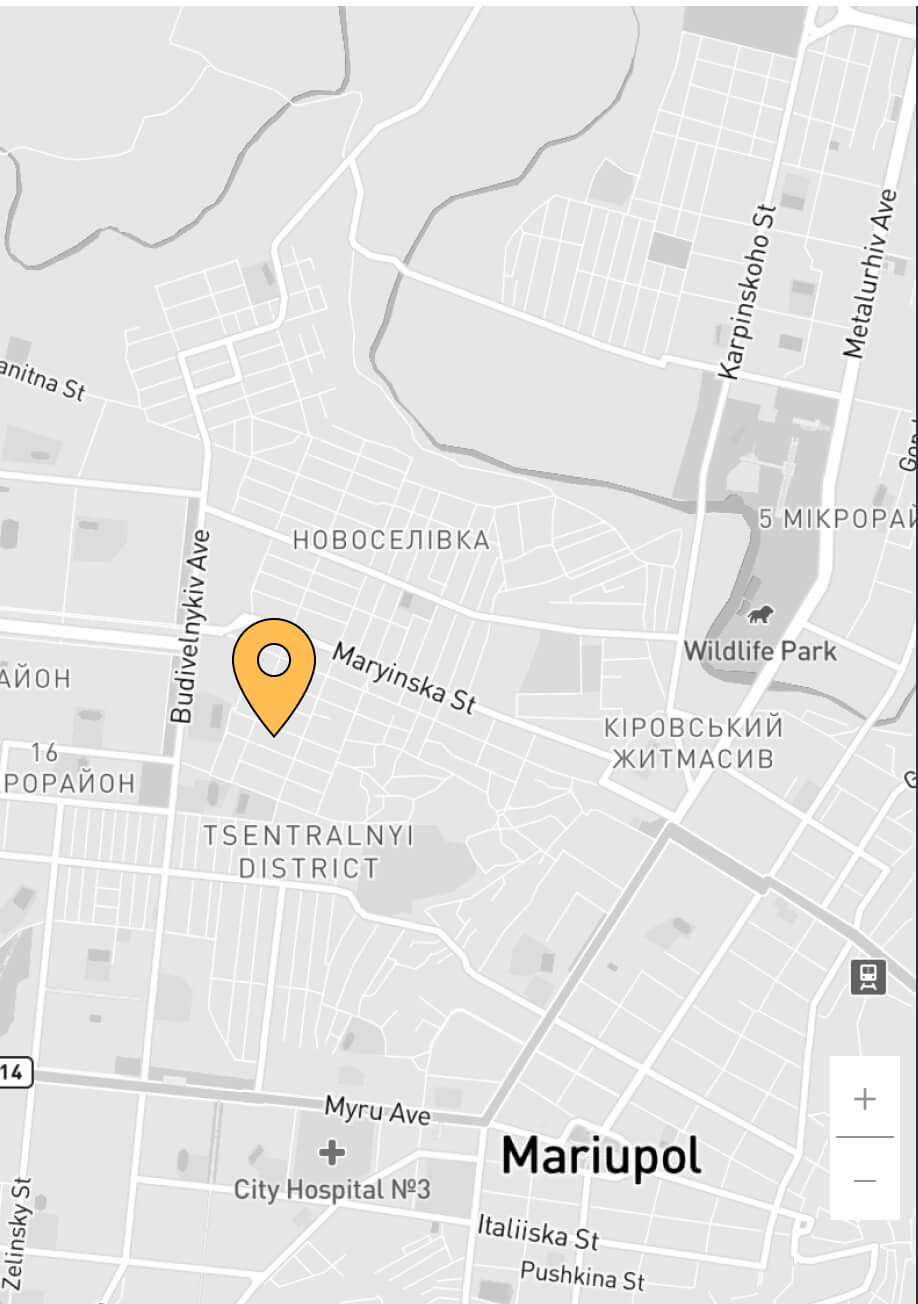 Karpinskoho St
Metalurhiv Ave
anitna St
5 МІКРОРАЙ
НОВОСЕЛІВКА
Budivelnykiv Ave
Wildlife Park
Maryinska St
АЙОН
КІРОВСЬКИЙ
ЖИТМАСИВ
16
РОРАЙОН
TSENTRALNYI
DISTRICT
14
Myru Ave
Mariupol
City Hospital №3
Zelinsky St
Italiiska St
Pushkina St
+
−